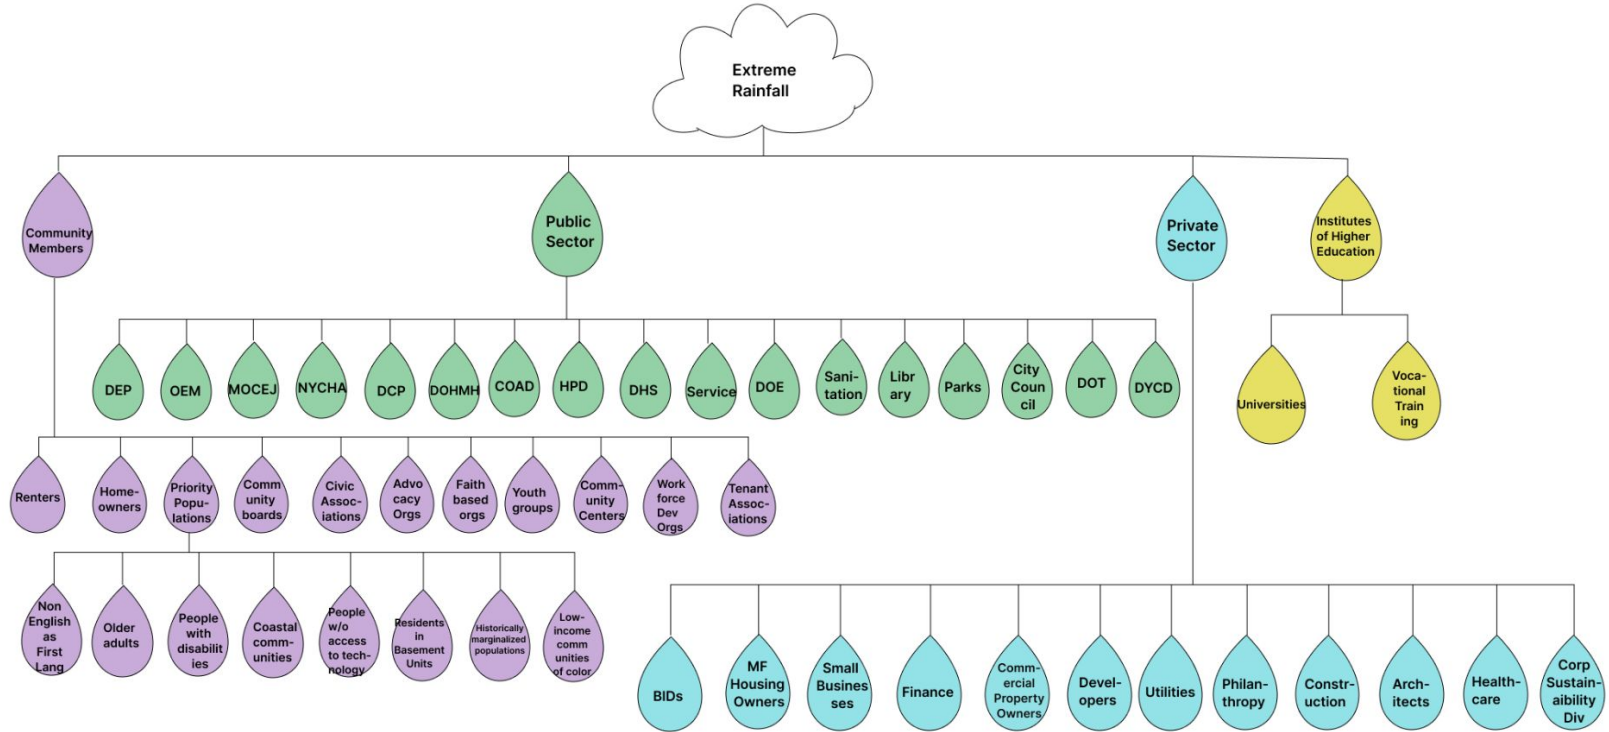 Extreme
Rainfall
Community
Members
Public
Sector
Private
Sector
Institutes
of Higher
Education
DEP
OEM
MOCEJ
NYCHA
DCP
DOHMH
COAD
HPD
DHS
Service
DOE
Sani-
tation
Libr
ary
Parks
City
Coun
cil
DOT
DYCD
Universities
Voca-
tional
Train
ing
Renters
Home-
owners
Priority
Popu-
lations
Comm
unity
boards
Civic
Assoc-
iations
Advo
cacy
Orgs
Faith
based
orgs
Youth
groups
Comm-
unity
Centers
Work
force
Dev
Orgs
Tenant
Assoc-
iations
Non
English
as
First
Lang
Older
adults
People
with
disabilit
ies
Coastal
comm-
unities
People
w/o
access
to tech-
nology
Residents
in
Basement
Units
Historically
marginalized
populations
Low-
income
comm
unities
of color
BIDs
MF
Housing
Owners
Small
Busines
ses
Finance
Comm-
ercial
Property
Owners
Devel-
opers
Utilities
Philan-
thropy
Constr-
uction
Arch-
itects
Health-
care
Corp
Sustain-
aibility
Div